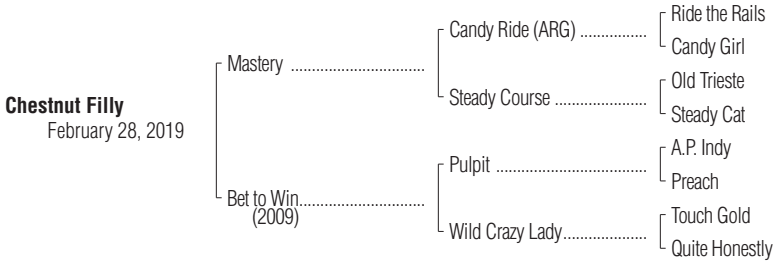 Ride the Rails
Candy Ride (ARG) ................
Candy Girl
Mastery ................................
Old Trieste
Steady Course ......................
Steady Cat
Chestnut Filly
February 28, 2019
A.P. Indy
Pulpit ....................................
Preach
Bet to Win..............................
(2009)
Touch Gold
Wild Crazy Lady....................
Quite Honestly